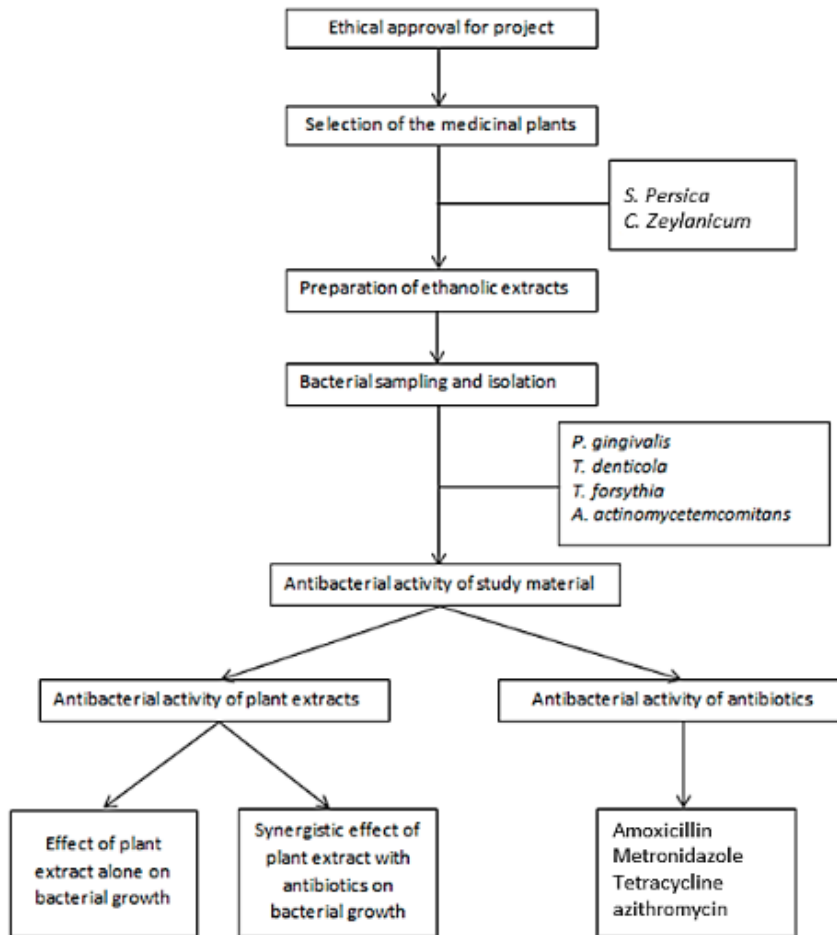 Ethical approval for project
Selection of the medicinal plants
S. Persica
C. Zeylanicum
Preparation of ethanolic extracts
Bacterial sampling and isolation
P. gingivalis
T. denticola
T. forsythia
A. actinomycetemcomitans
Antibacterial activity of study material
Antibacterial activity of plant extracts
Antibacterial activity of antibiotics
Effect of plant
extract alone on
bacterial growth
Synergistic effect of
plant extract with
antibiotics on
bacterial growth
Amoxicillin
Metronidazole
Tetracycline
azithromycin